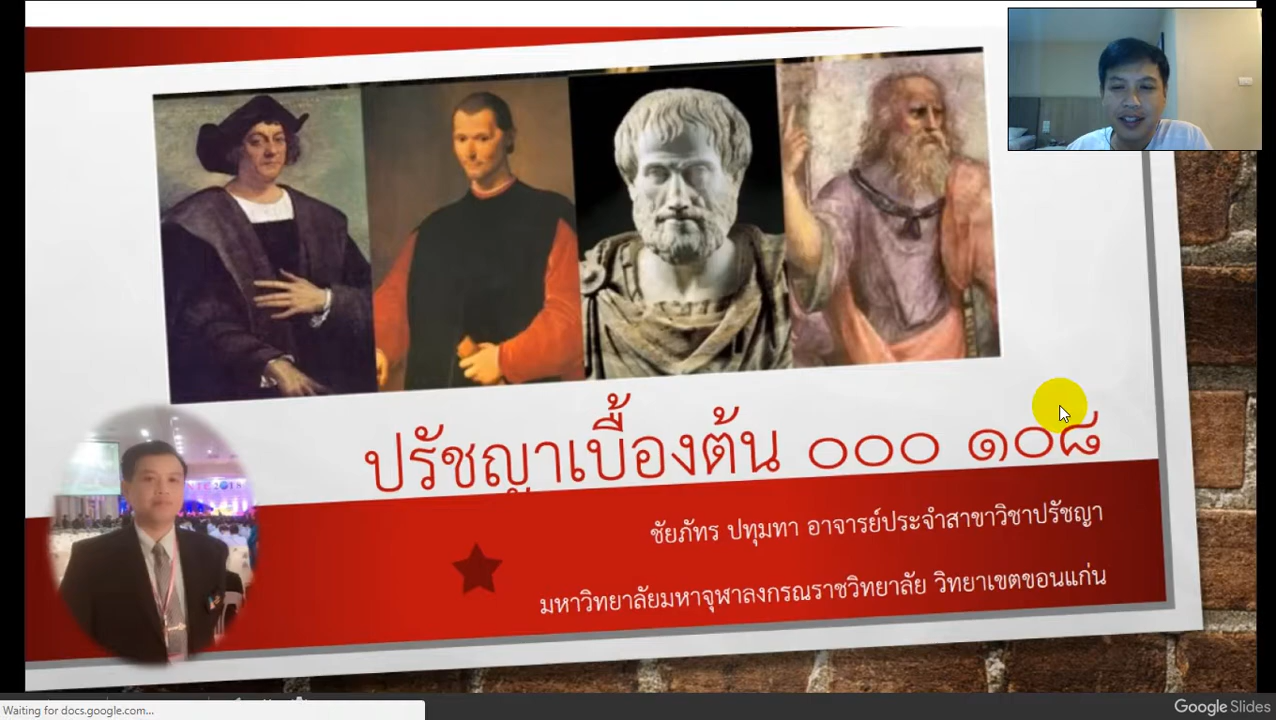 ปรัชญาเบื้องต้น ๐๐๐ ๑๐๘
ชัยภัทร ปทุมทา อาจารย์ประจำสาขาวิชาปรัชญา
มหาวิทยาลัยมหาจุฬาลงกรณราชวิทยาลัย วิทยาเขตขอนแก่น
Waiting for docs.google.com...
Google Slides